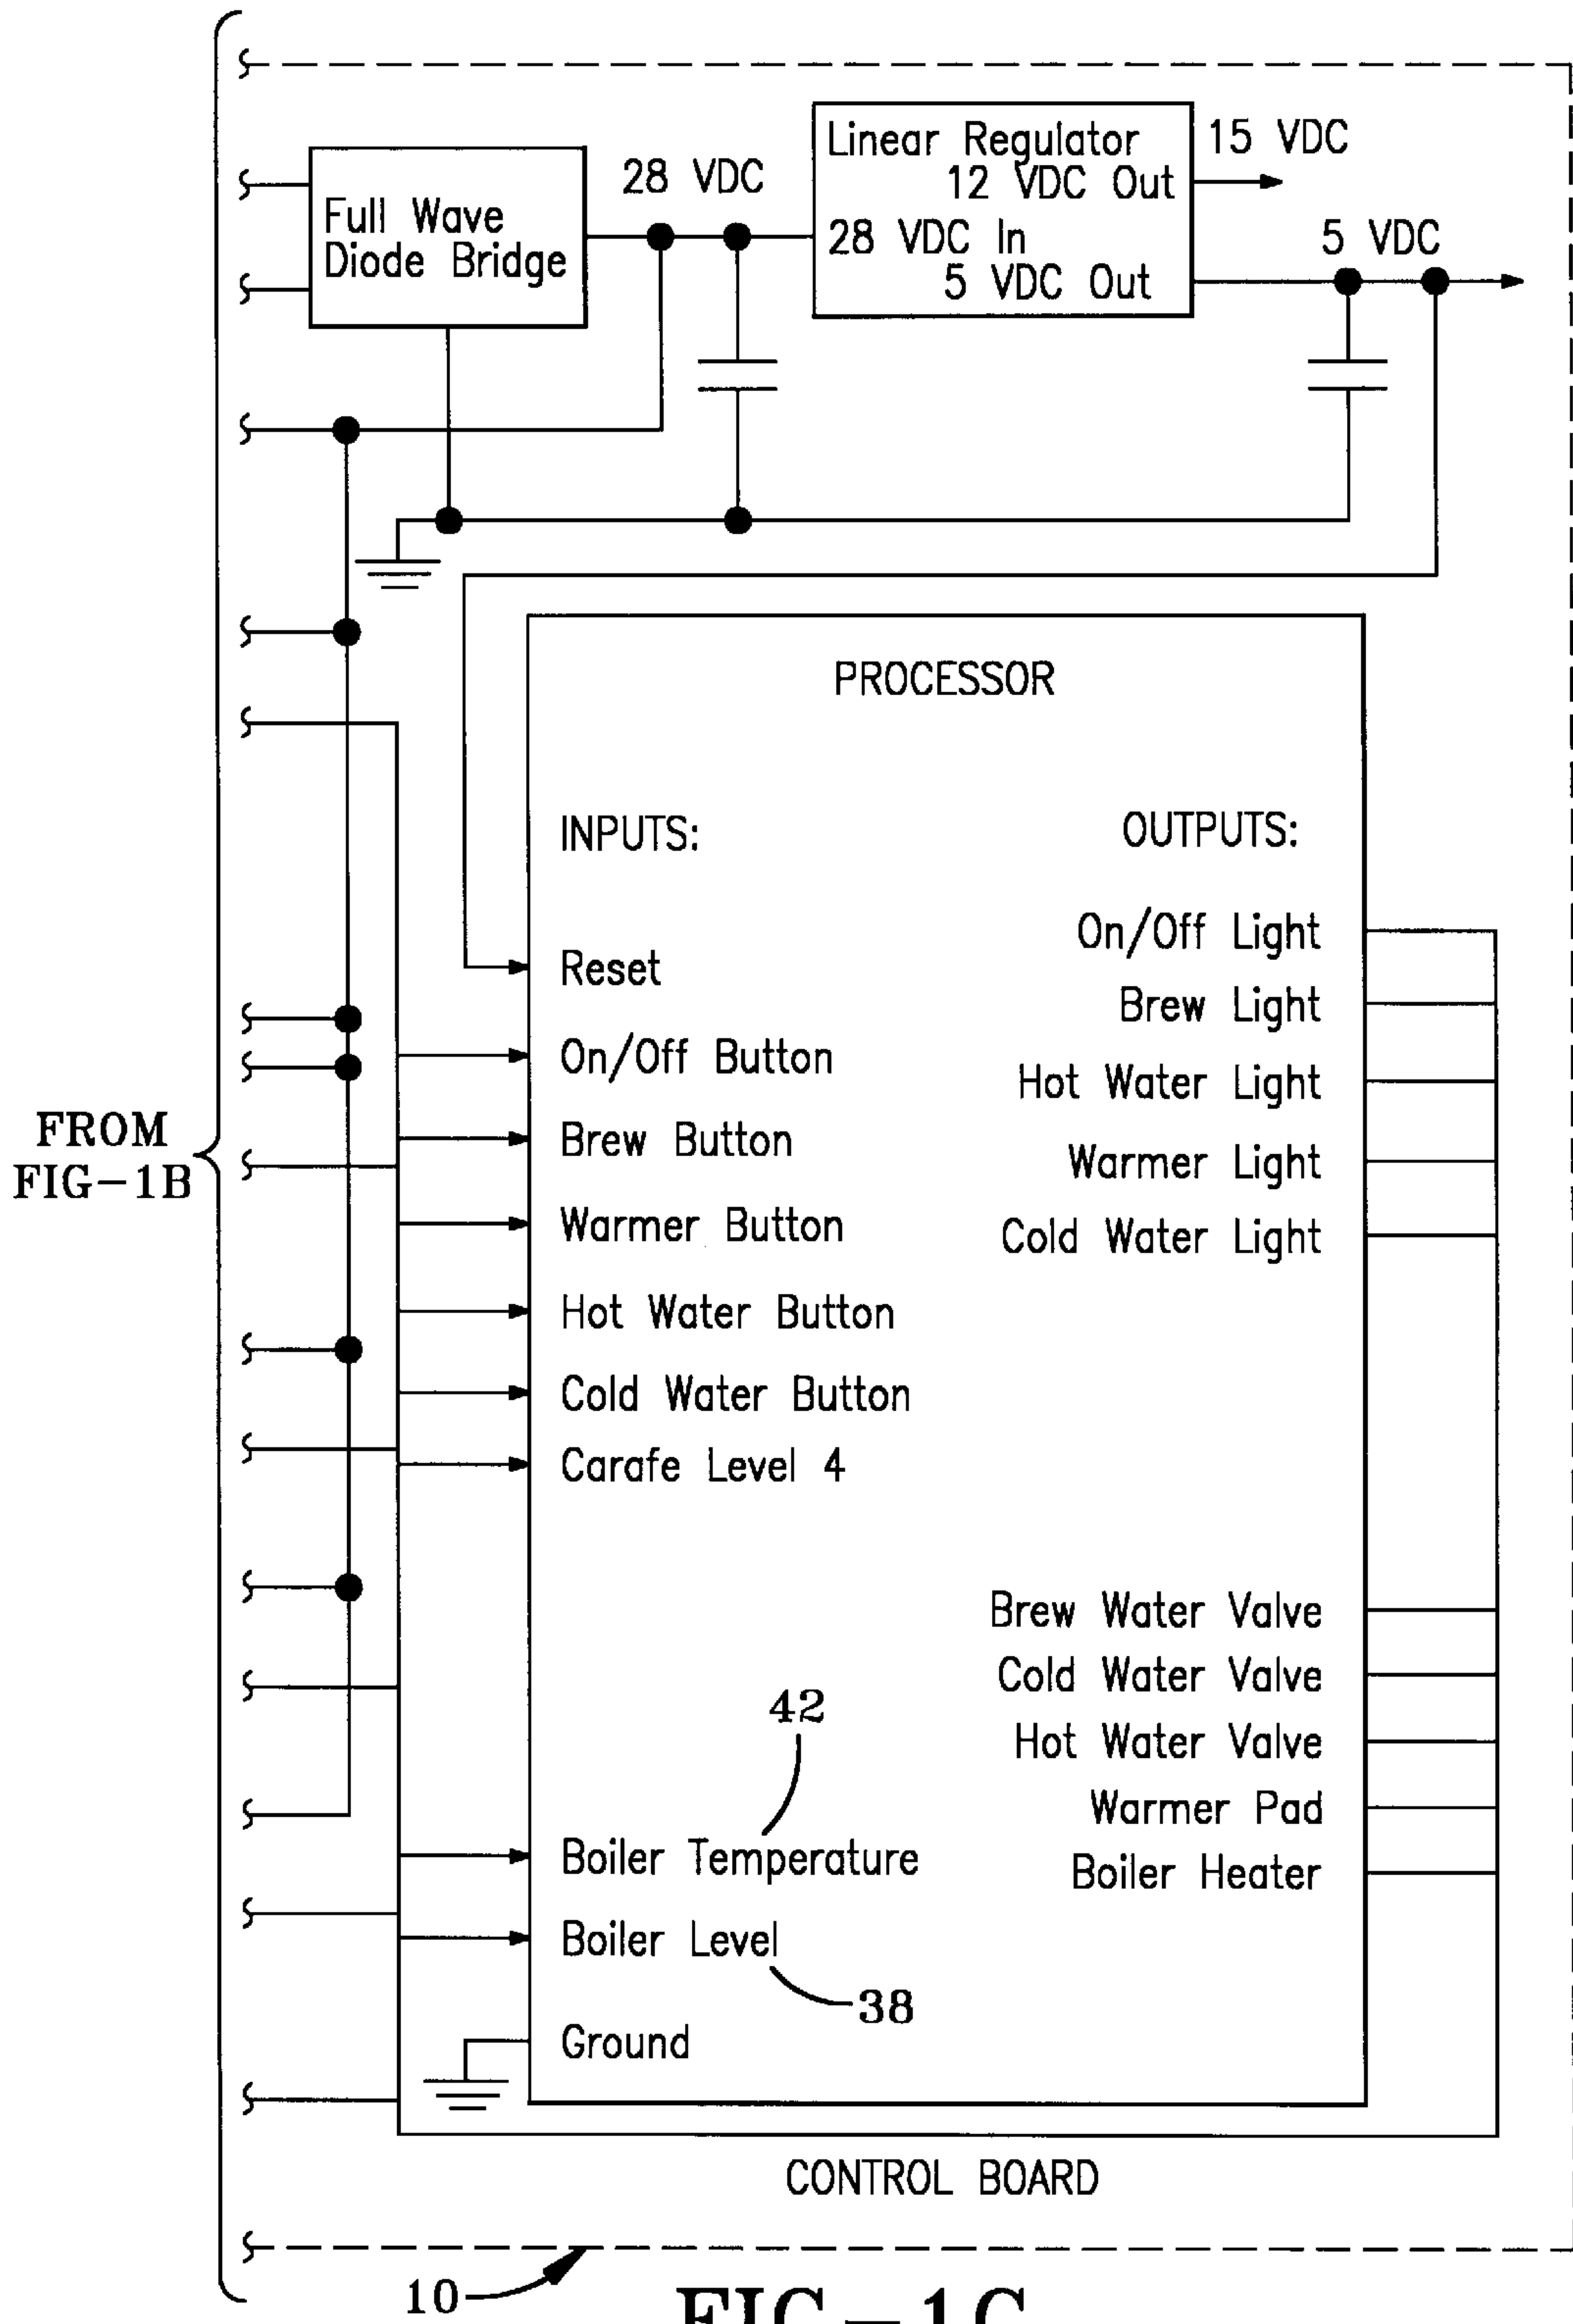 Linear Regulator
15 VDC
28 VDC
12 VDC Out
Full Wave
Diode Bridge
28 VDC In
5 VDC
5 VDC Out
PROCESSOR
INPUTS:
OUTPUTS:
Reset
On/Off Button
Brew Button
Warmer Button
Hot Water Button
Cold Water Button
Carafe Level 4
On/Off Light
Brew Light
Hot Water Light
Warmer Light
Cold Water Light
FROM
FIG-1B
Brew Water Valve
Cold Water Valve
Hot Water Valve
Warmer Pad
Boiler Heater
42
Boiler Temperature
Boiler Level
38
Ground
CONTROL BOARD
10
FIG-1C